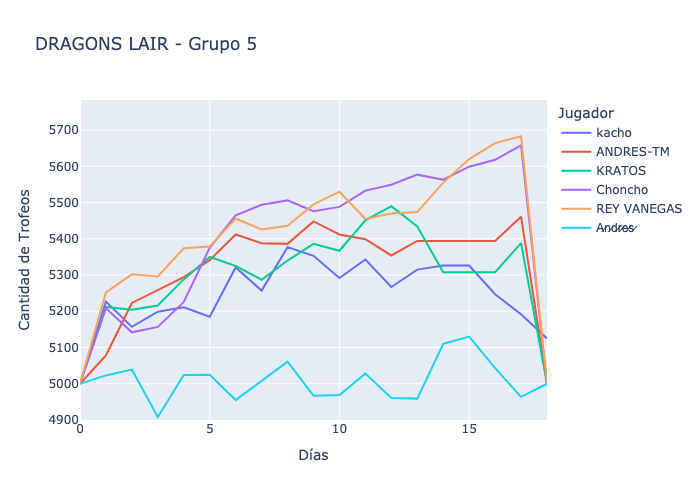 DRAGONS LAIR - Grupo 5
Cantidad de Trofeos
5700
5600
5500
5400
5300
5200
5100
5000
4900
0
5
10
15
Días
Jugador
kacho
ANDRES-TM
KRATOS
Choncho
REY VANEGAS
Andres